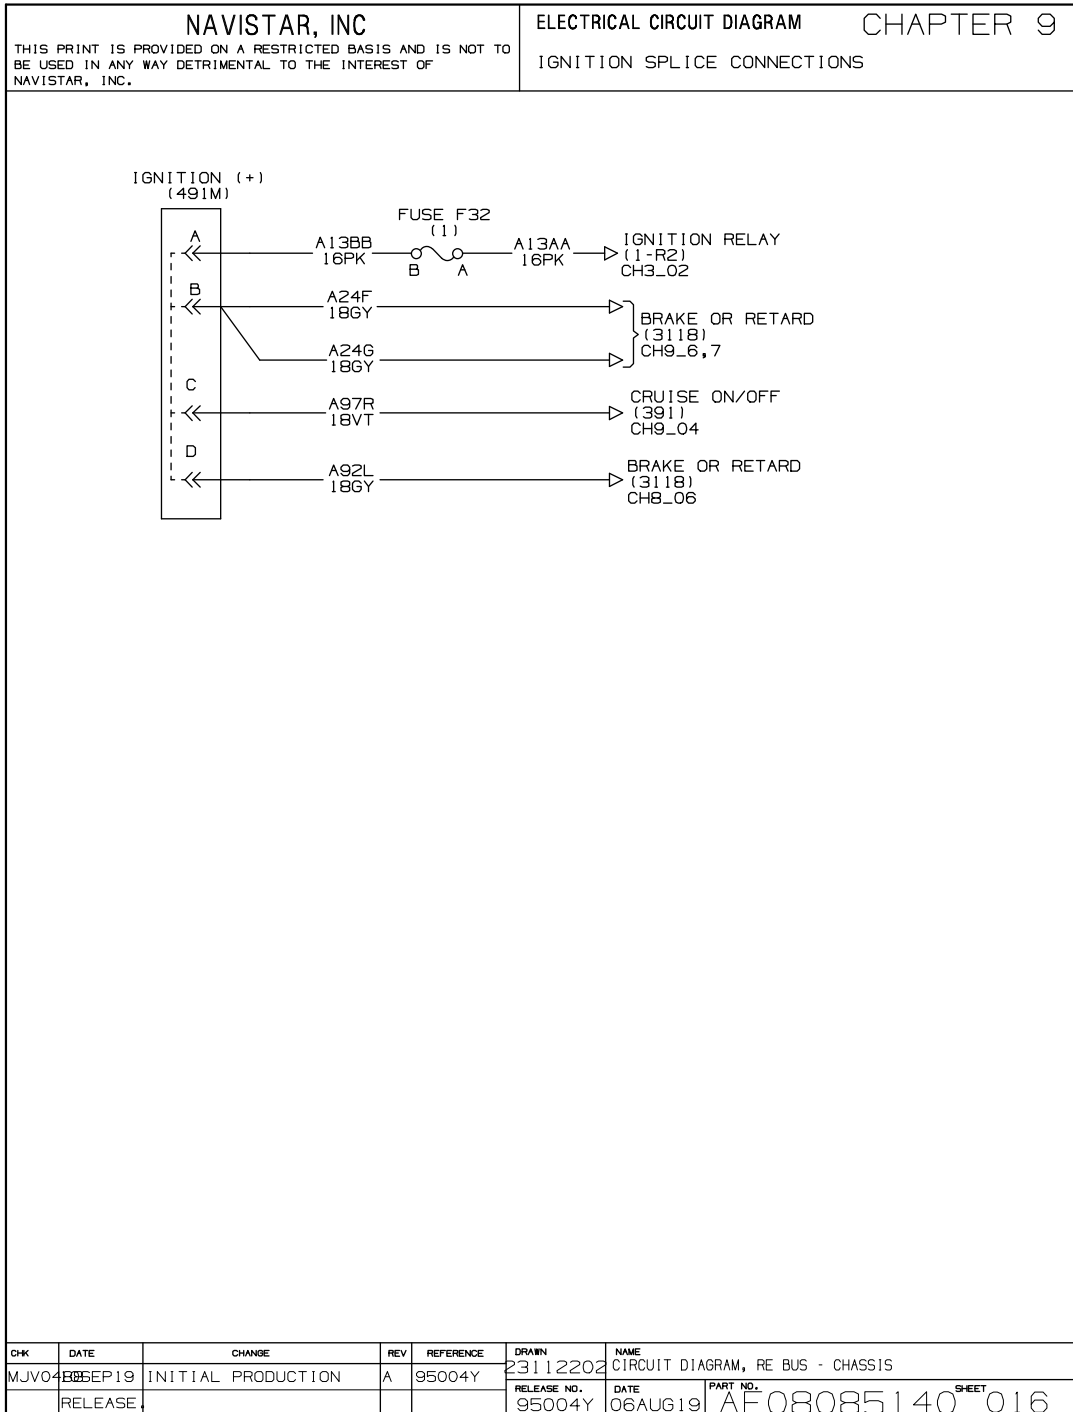 NAVISTAR, INC
THIS PRINT IS PROVIDED ON A RESTRICTED BASIS AND IS NOT TO
BE USED IN ANY WAY DETRIMENTAL TO THE INTEREST OF
NAVISTAR, INC.
ELECTRICAL CIRCUIT DIAGRAM
CHAPTER 9
IGNITION SPLICE CONNECTIONS
IGNITION (+)
(491M)
FUSE F32
(1)
A
A13BB
16PK
B
A
A13AA
16PK
IGNITION RELAY
(1-R2)
CH3_02
B
A24F
18GY
A24G
18GY
BRAKE OR RETARD
(3118)
CH9_6,7
C
A97R
18VT
CRUISE ON/OFF
(391)
CH9_04
D
A92L
18GY
BRAKE OR RETARD
(3118)
CH8_06
CHK DATE CHANGE REV REFERENCE
INITIAL PRODUCTION A 95004Y
RELEASE.
DRAWN
23112202
NAME
CIRCUIT DIAGRAM, RE BUS - CHASSIS
RELEASE NO.
95004Y
DATE
06AUG19
PART NO.
AF08085140
SHEET
016